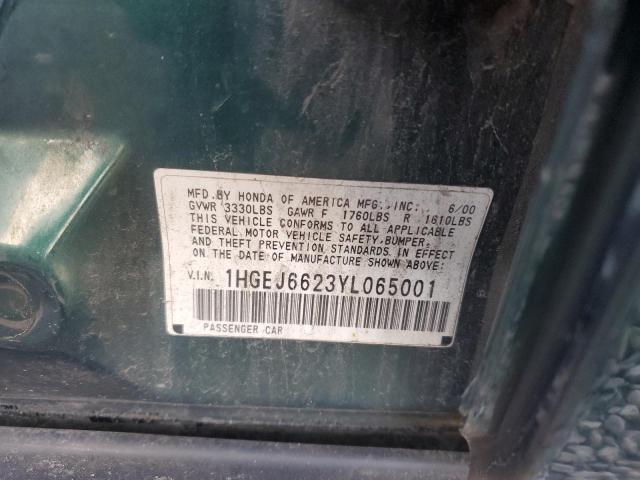 MFD. BY HONDA OF AMERICA MFG., INC. 6/00
GVWR 3330LBS GAWR F 1760LBS R 1610LBS
THIS VEHICLE CONFORMS TO ALL APPLICABLE
FEDERAL MOTOR VEHICLE SAFETY, BUMPER,
AND THEFT PREVENTION STANDARDS IN EFFECT
ON THE DATE OF MANUFACTURE SHOWN ABOVE.
V.I.N. 1HGEJ6623YL065001
PASSENGER CAR